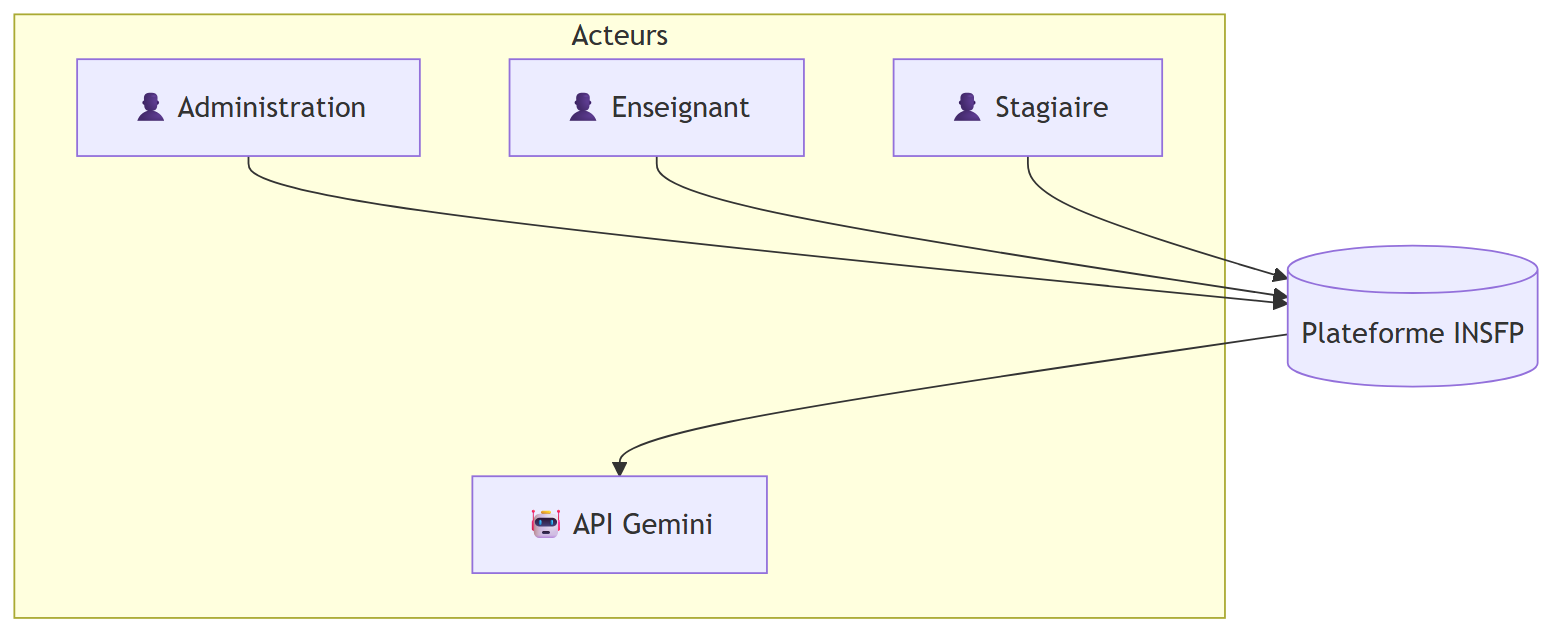 Acteurs
👤 Administration
👤 Enseignant
👤 Stagiaire
Plateforme INSFP
🤖 API Gemini